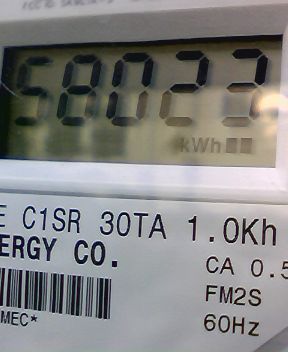 58023
kWh
E C1SR 30TA 1.0Kh
ERGY CO.
CA 0.5
FM2S
MEC*
60Hz